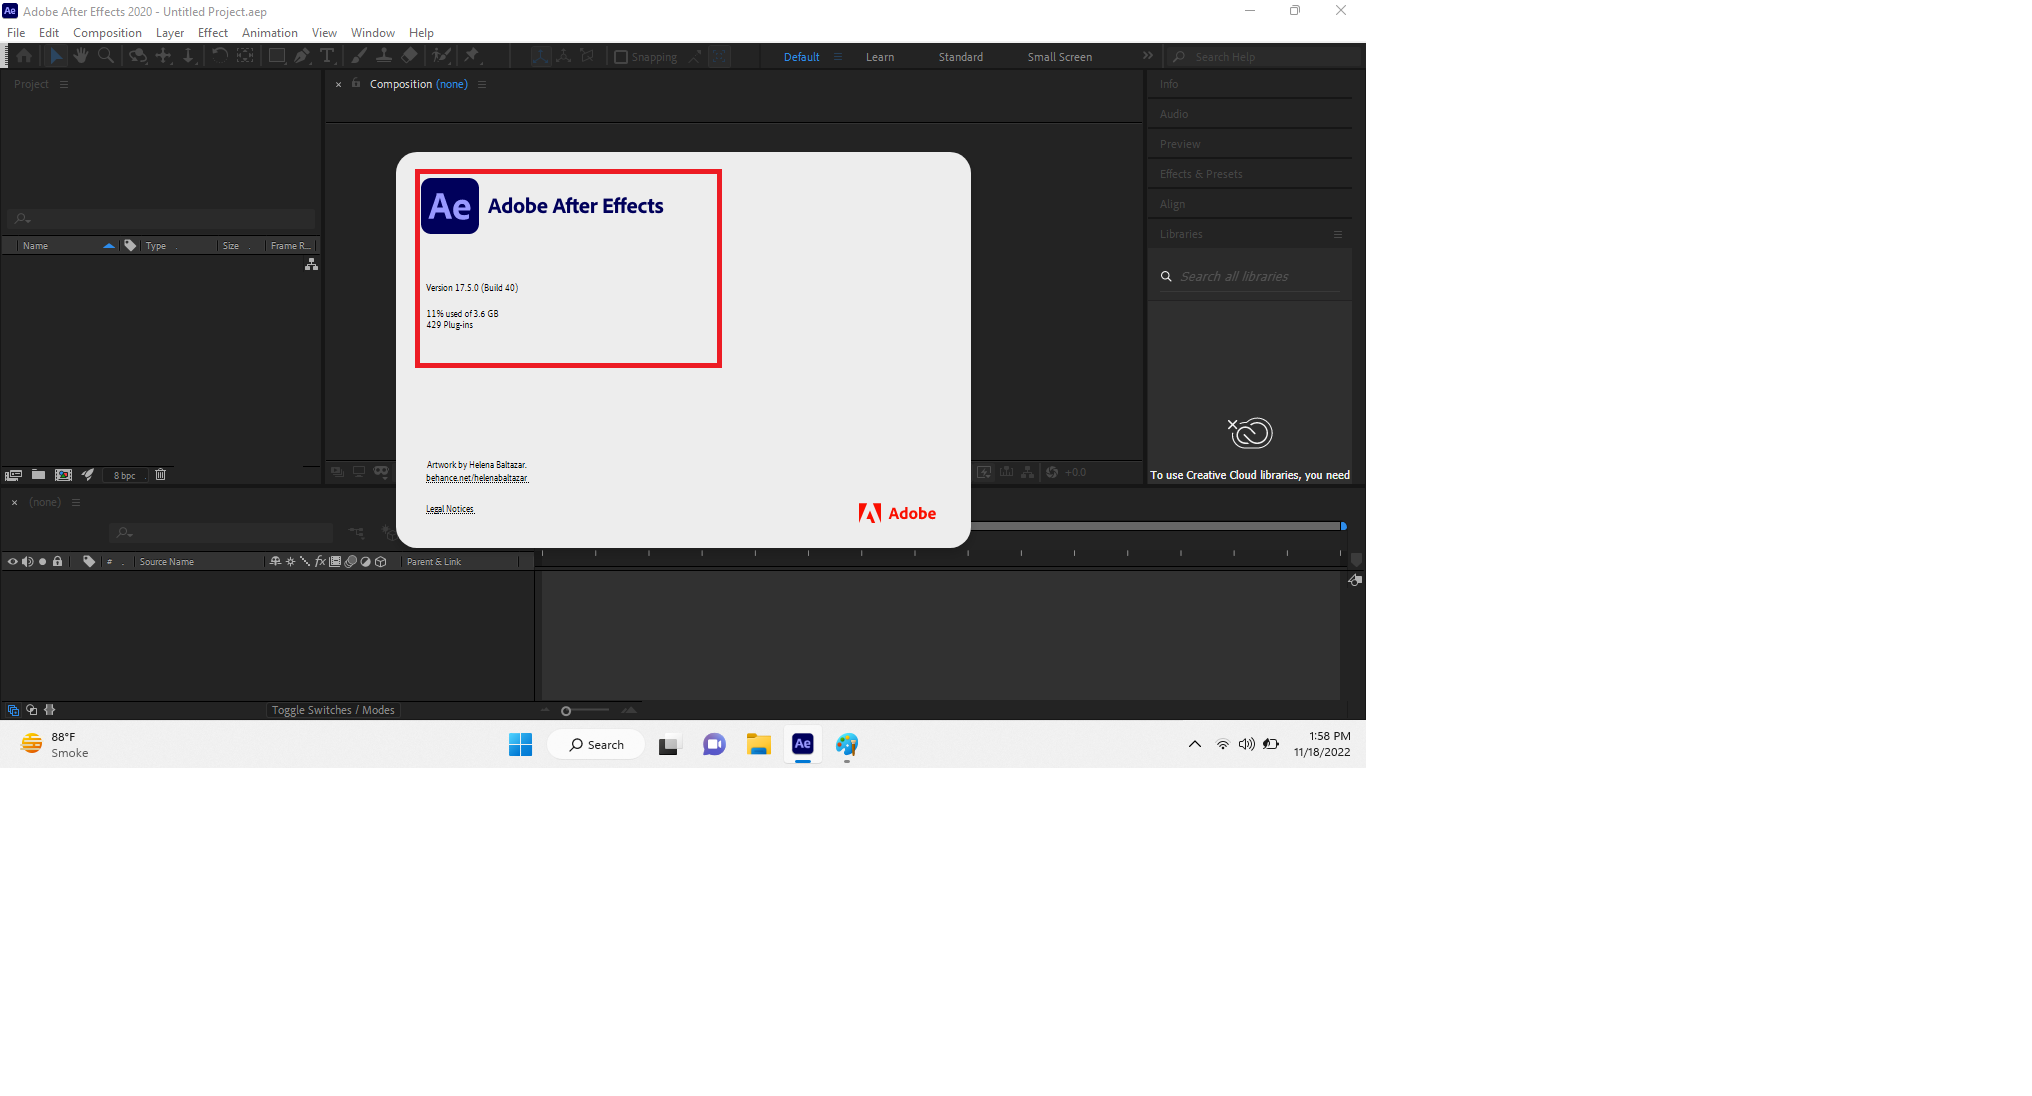 Ae Adobe After Effects 2020 - Untitled Project.aep
File Edit Composition Layer Effect Animation View Window Help
Snapping Default Learn Standard Small Screen Search Help
Project
Composition (none)
Info
Audio
Preview
Effects & Presets
Align
Libraries
Search all libraries
Name Type Size Frame R...
Ae Adobe After Effects
Version 17.5.0 (Build 40)
11% used of 3.6 GB
429 Plug-ins
Artwork by Helena Baltazar.
behance.net/helenabaltazar
Legal Notices
Adobe
8 bpc
+0.0
To use Creative Cloud libraries, you need
(none)
# Source Name fx Parent & Link
Toggle Switches / Modes
88°F
Smoke
Search
Ae
1:58 PM
11/18/2022